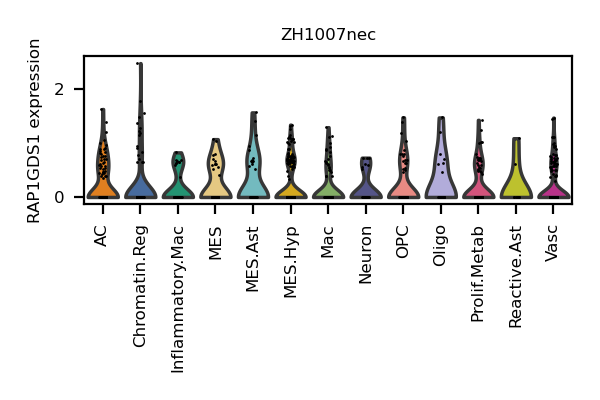 ZH1007nec
RAP1GDS1 expression
2
0
AC
Chromatin.Reg
Inflammatory.Mac
MES
MES.Ast
MES.Hyp
Mac
Neuron
OPC
Oligo
Prolif.Metab
Reactive.Ast
Vasc